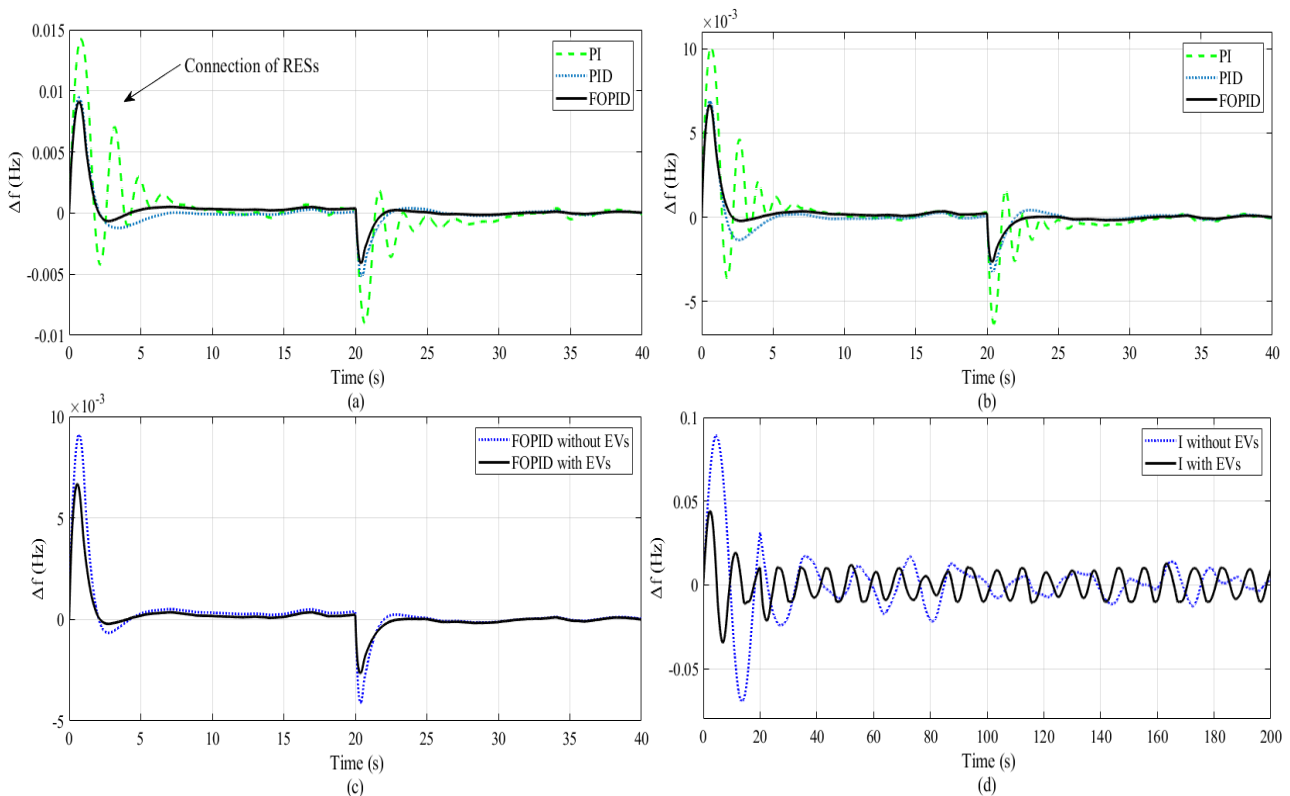 0.015
0.01
0.005
0
-0.005
-0.01
Δf (Hz)
Connection of RESs
PI
PID
FOPID
0 5 10 15 20 25 30 35 40
Time (s)
(a)
×10⁻³
10
5
0
-5
Δf (Hz)
PI
PID
FOPID
0 5 10 15 20 25 30 35 40
Time (s)
(b)
×10⁻³
10
5
0
-5
Δf (Hz)
FOPID without EVs
FOPID with EVs
0 5 10 15 20 25 30 35 40
Time (s)
(c)
0.1
0.05
0
-0.05
Δf (Hz)
I without EVs
I with EVs
0 20 40 60 80 100 120 140 160 180 200
Time (s)
(d)